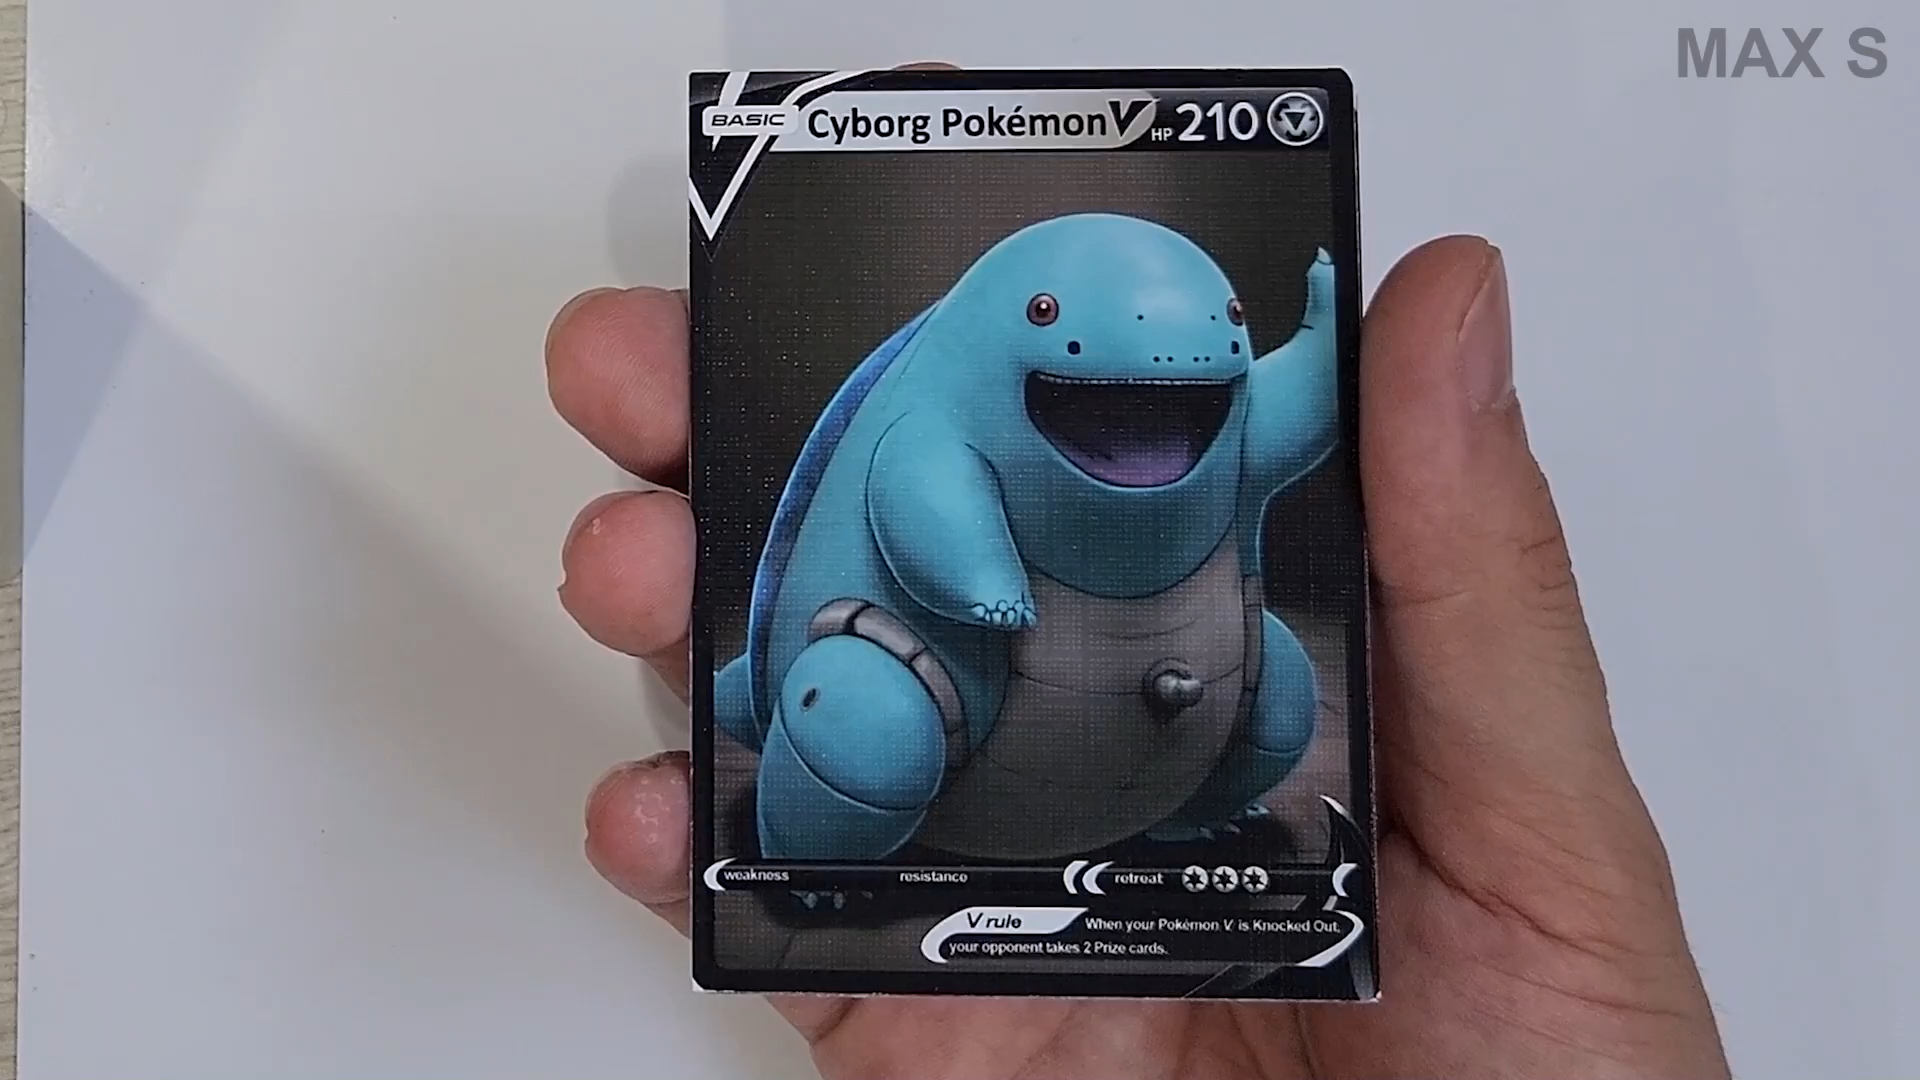 MAX S
BASIC Cyborg Pokémon V HP 210
weakness resistance retreat
V rule When your Pokémon V is Knocked Out,
your opponent takes 2 Prize cards.